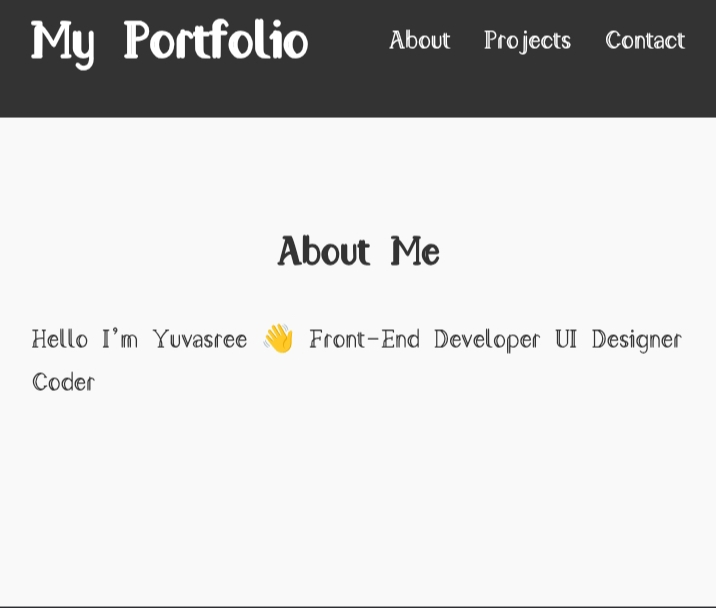 My Portfolio About Projects Contact
About Me
Hello I'm Yuvasree 👋 Front-End Developer UI Designer
Coder